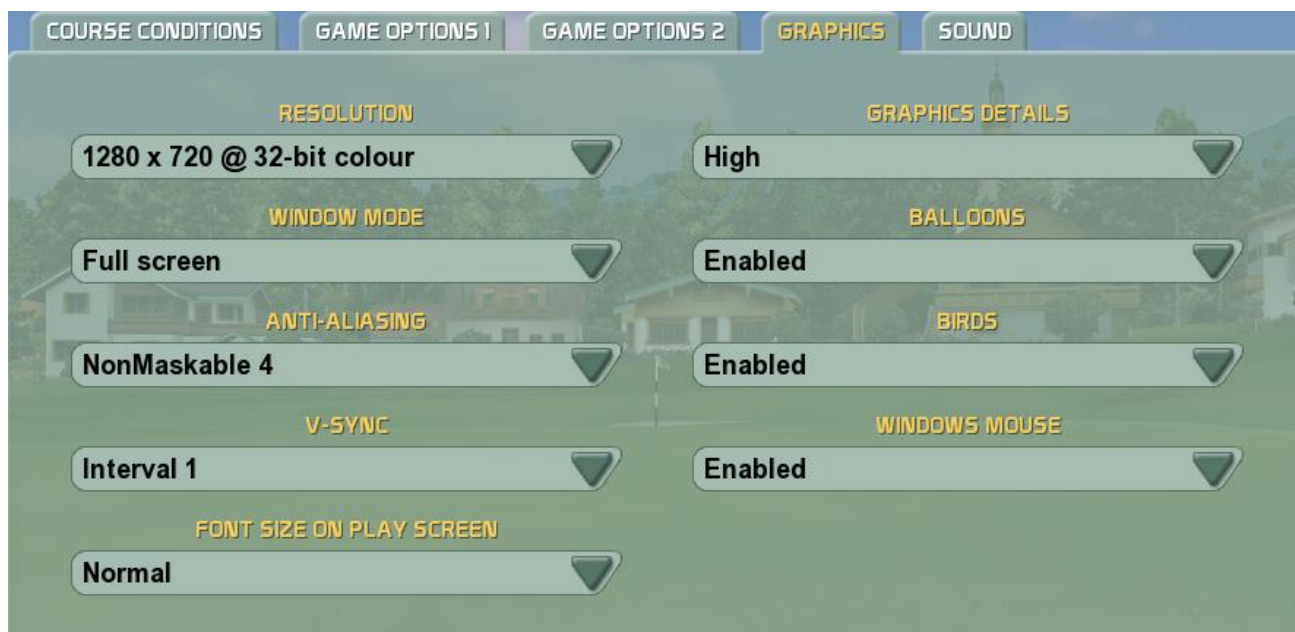 COURSE CONDITIONS GAME OPTIONS 1 GAME OPTIONS 2 GRAPHICS SOUND
RESOLUTION
1280 x 720 @ 32-bit colour
WINDOW MODE
Full screen
ANTI-ALIASING
NonMaskable 4
V-SYNC
Interval 1
FONT SIZE ON PLAY SCREEN
Normal
GRAPHICS DETAILS
High
BALLOONS
Enabled
BIRDS
Enabled
WINDOWS MOUSE
Enabled